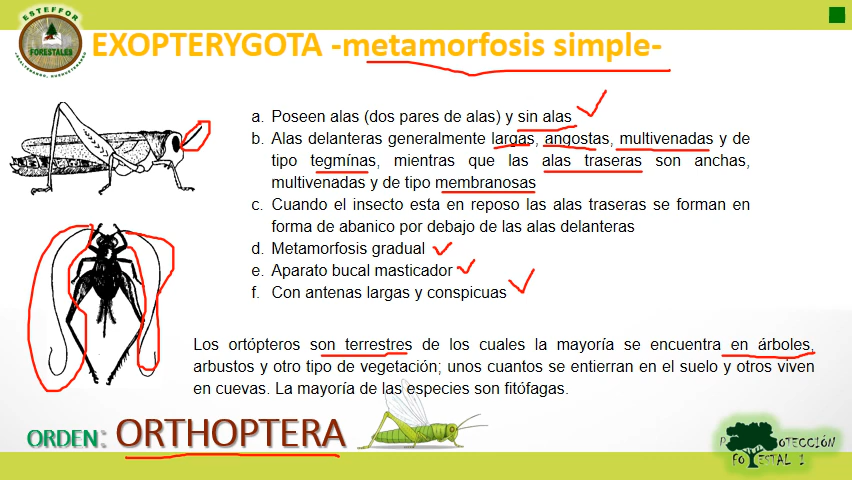 ESTEFFOR
FORESTALES
EXOPTERYGOTA -metamorfosis simple-
a. Poseen alas (dos pares de alas) y sin alas
b. Alas delanteras generalmente largas, angostas, multivenadas y de
tipo tegmínas, mientras que las alas traseras son anchas,
multivenadas y de tipo membranosas
c. Cuando el insecto esta en reposo las alas traseras se forman en
forma de abanico por debajo de las alas delanteras
d. Metamorfosis gradual
e. Aparato bucal masticador
f. Con antenas largas y conspicuas
Los ortópteros son terrestres de los cuales la mayoría se encuentra en árboles,
arbustos y otro tipo de vegetación; unos cuantos se entierran en el suelo y otros viven
en cuevas. La mayoría de las especies son fitófagas.
ORDEN: ORTHOPTERA